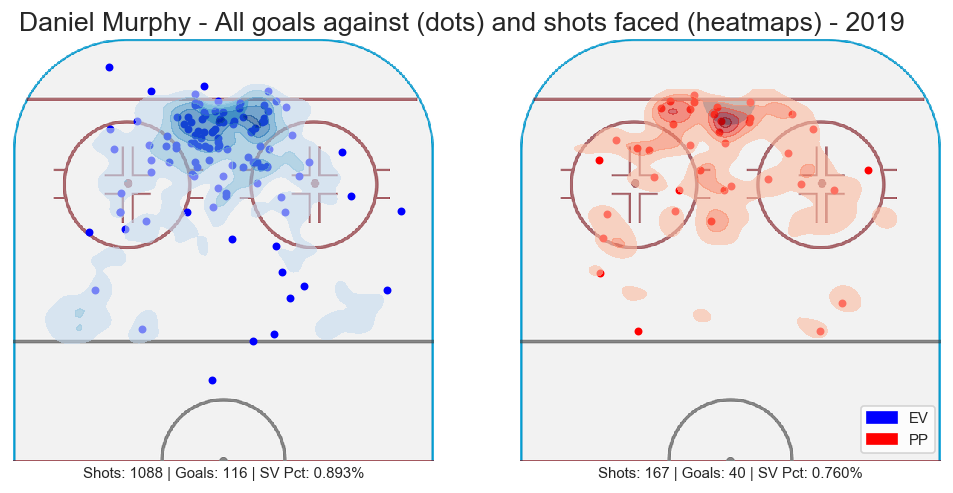 Daniel Murphy - All goals against (dots) and shots faced (heatmaps) - 2019
EV
PP
Shots: 1088 | Goals: 116 | SV Pct: 0.893%
Shots: 167 | Goals: 40 | SV Pct: 0.760%